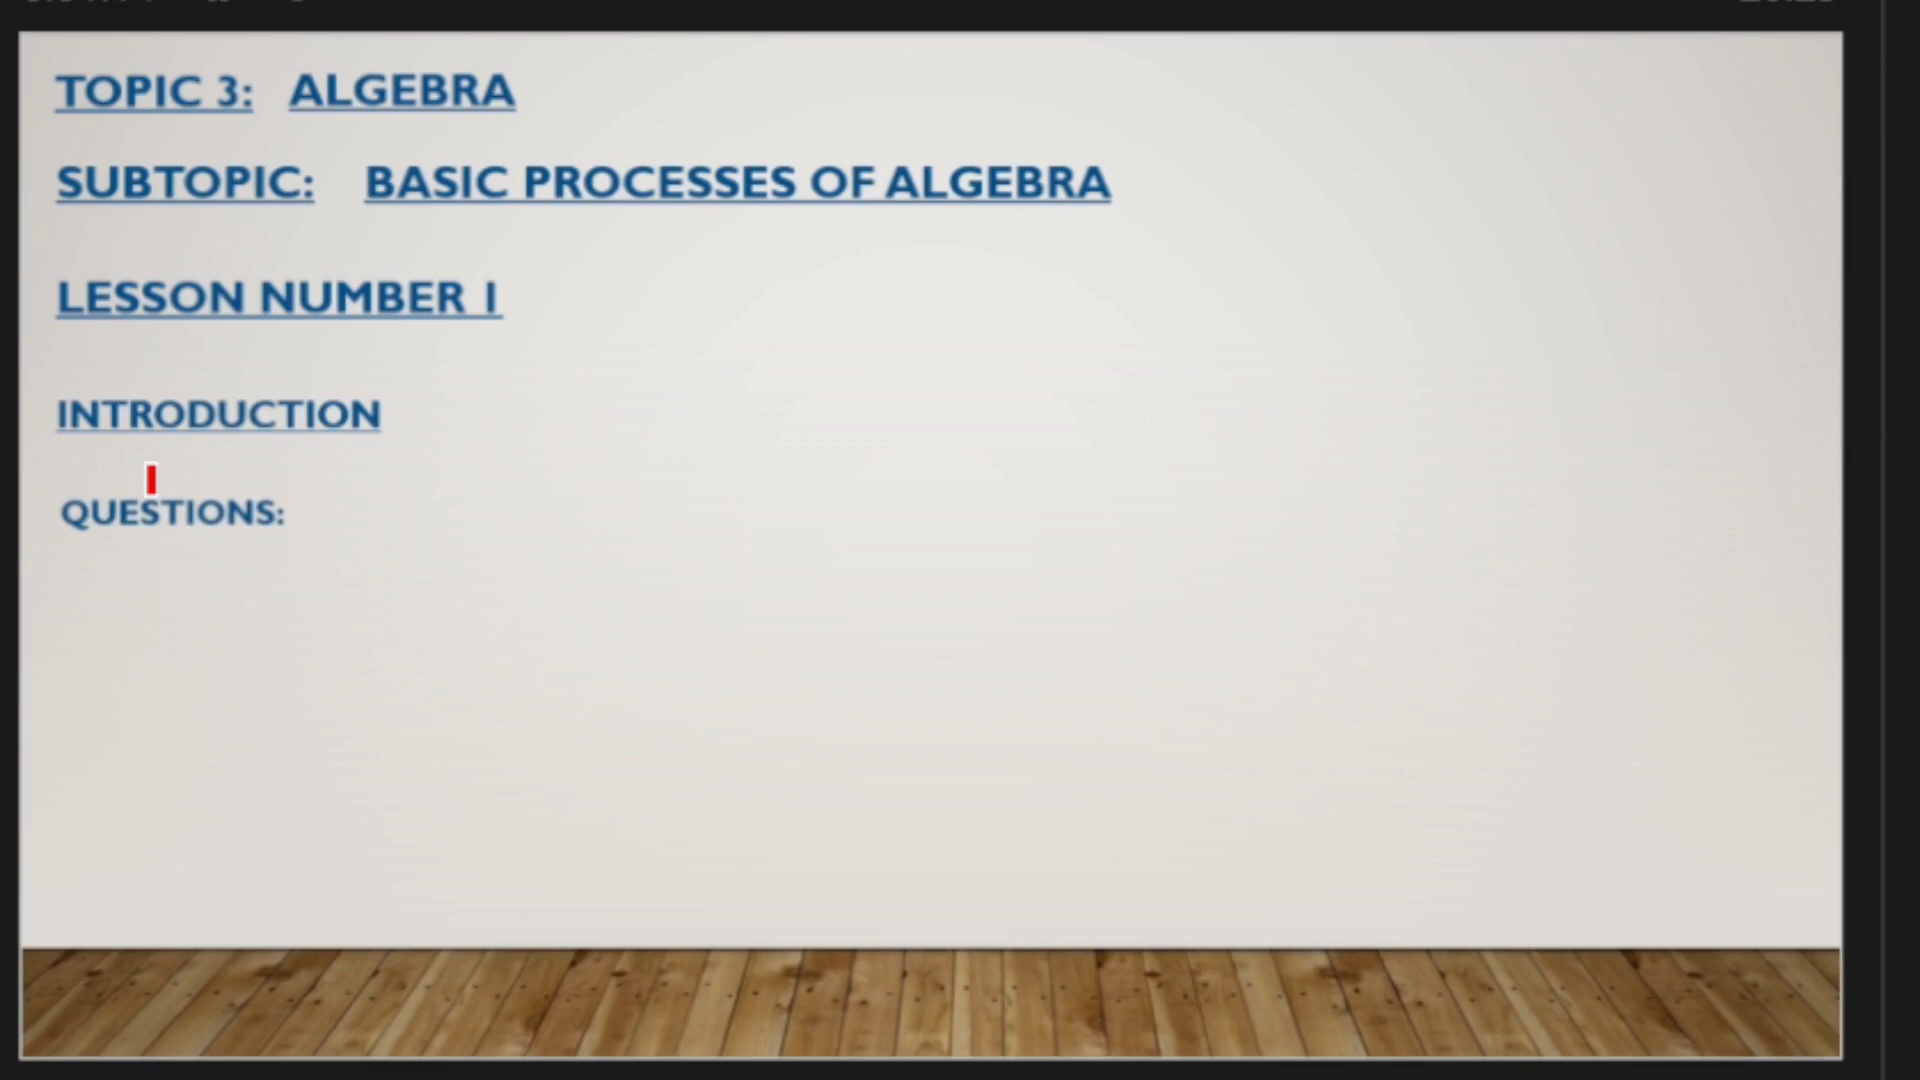 TOPIC 3: ALGEBRA
SUBTOPIC: BASIC PROCESSES OF ALGEBRA
LESSON NUMBER 1
INTRODUCTION
QUESTIONS: